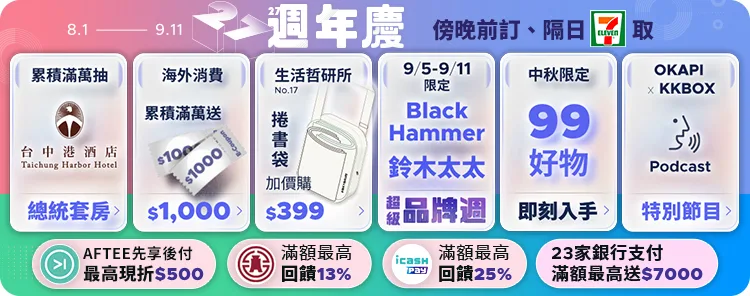 8.1 — 9.11
27
週年慶
傍晚前訂、隔日 7 ELEVEN 取
累積滿萬抽
台中港酒店
Taichung Harbor Hotel
總統套房
海外消費
累積滿萬送
$1000
E-Coupon
$1000
$1,000
生活哲研所
No.17
捲書袋
加價購
$399
9/5-9/11
限定
Black
Hammer
鈴木太太
超級品牌週
中秋限定
99
好物
即刻入手
OKAPI
x KKBOX
Podcast
特別節目
AFTEE先享後付
最高現折$500
滿額最高
回饋13%
icash
Pay
滿額最高
回饋25%
23家銀行支付
滿額最高送$7000